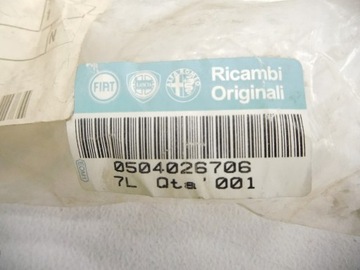 FIAT
LANCIA
ALFA ROMEO
Ricambi
Originali
0504026706
7L Qta'001